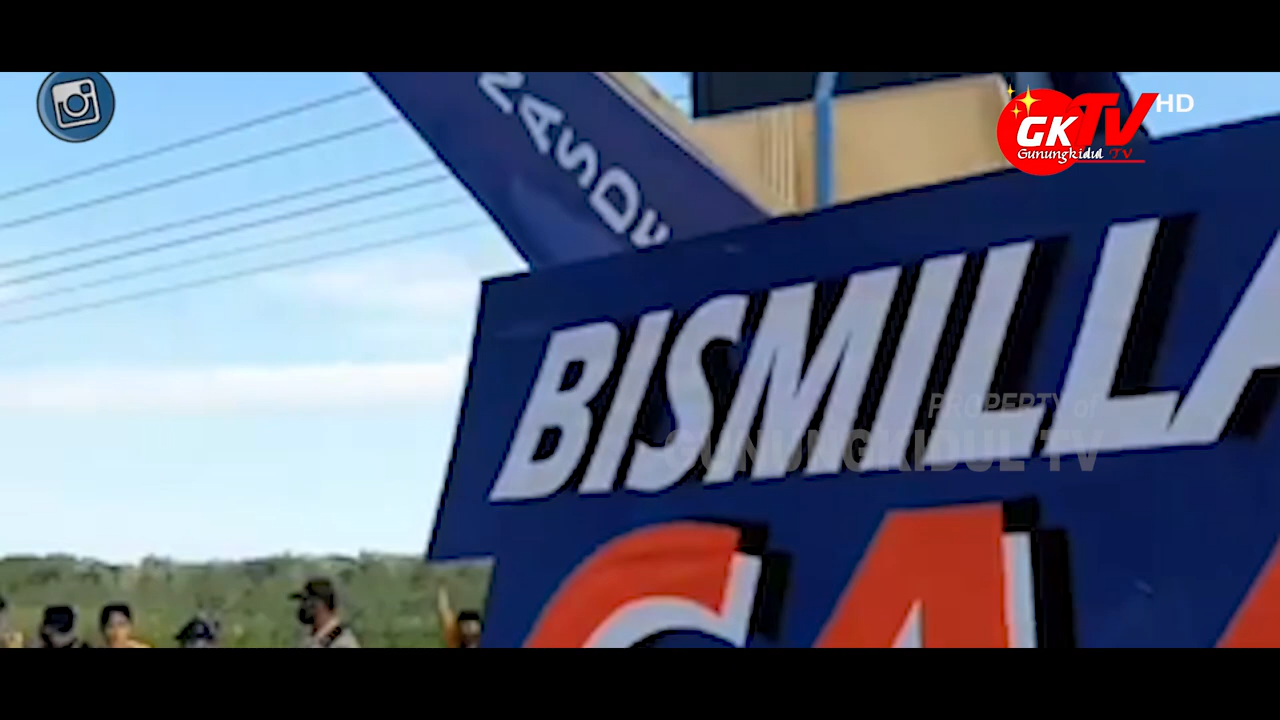 GKTV HD
Gunungkidul TV
BISMILLA
PROPERTY of
GUNUNGKIDUL TV